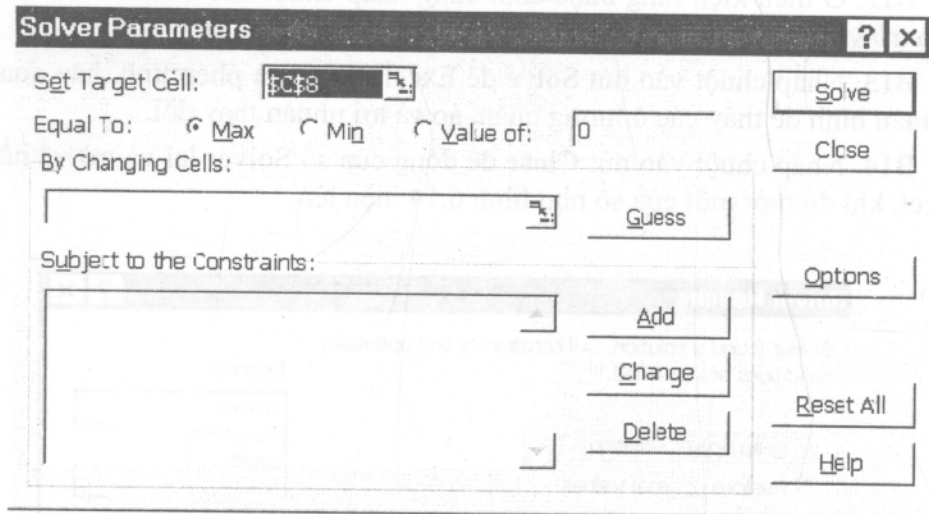 Solver Parameters ? ×
Set Target Cell: $C$8 Solve
Equal To: Max Min Value of: 0 Close
By Changing Cells:
Guess
Subject to the Constraints: Options
Add
Change
Reset All
Delete
Help